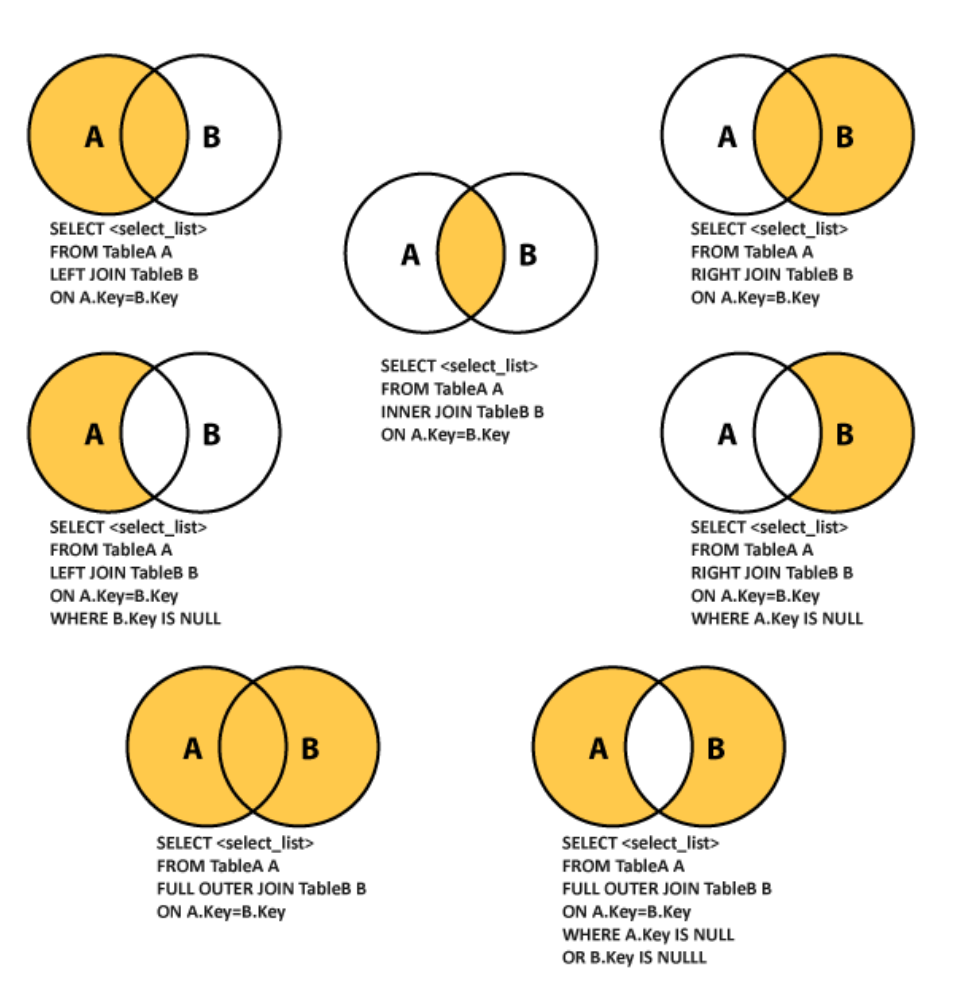 A B
SELECT <select_list>
FROM TableA A
LEFT JOIN TableB B
ON A.Key=B.Key
A B
SELECT <select_list>
FROM TableA A
RIGHT JOIN TableB B
ON A.Key=B.Key
A B
SELECT <select_list>
FROM TableA A
INNER JOIN TableB B
ON A.Key=B.Key
A B
SELECT <select_list>
FROM TableA A
LEFT JOIN TableB B
ON A.Key=B.Key
WHERE B.Key IS NULL
A B
SELECT <select_list>
FROM TableA A
RIGHT JOIN TableB B
ON A.Key=B.Key
WHERE A.Key IS NULL
A B
SELECT <select_list>
FROM TableA A
FULL OUTER JOIN TableB B
ON A.Key=B.Key
A B
SELECT <select_list>
FROM TableA A
FULL OUTER JOIN TableB B
ON A.Key=B.Key
WHERE A.Key IS NULL
OR B.Key IS NULLL